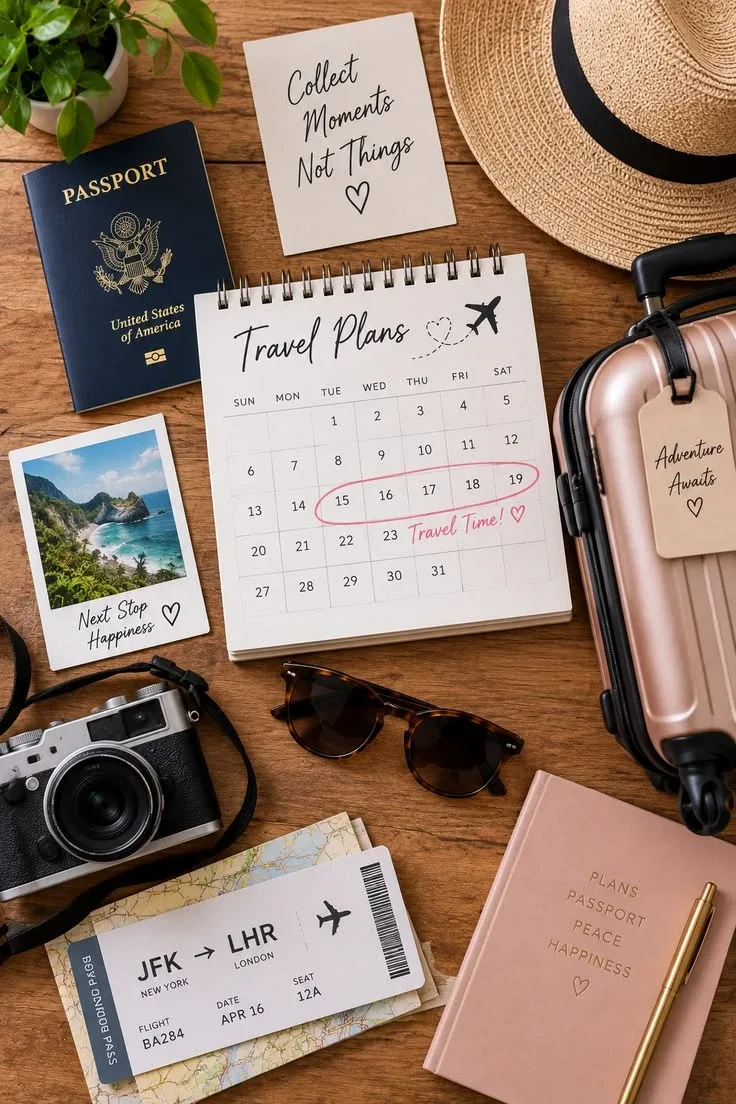 Collect
Moments
Not Things
PASSPORT
United States
of America
Travel Plans
SUN MON TUE WED THU FRI SAT
1 2 3 4 5
6 7 8 9 10 11 12
13 14 15 16 17 18 19
20 21 22 23 Travel Time!
27 28 29 30 31
Adventure
Awaits
Next Stop
Happiness
PASS
JFK → LHR
NEW YORK LONDON
FLIGHT DATE SEAT
BA284 APR 16 12A
PLANS
PASSPORT
PEACE
HAPPINESS